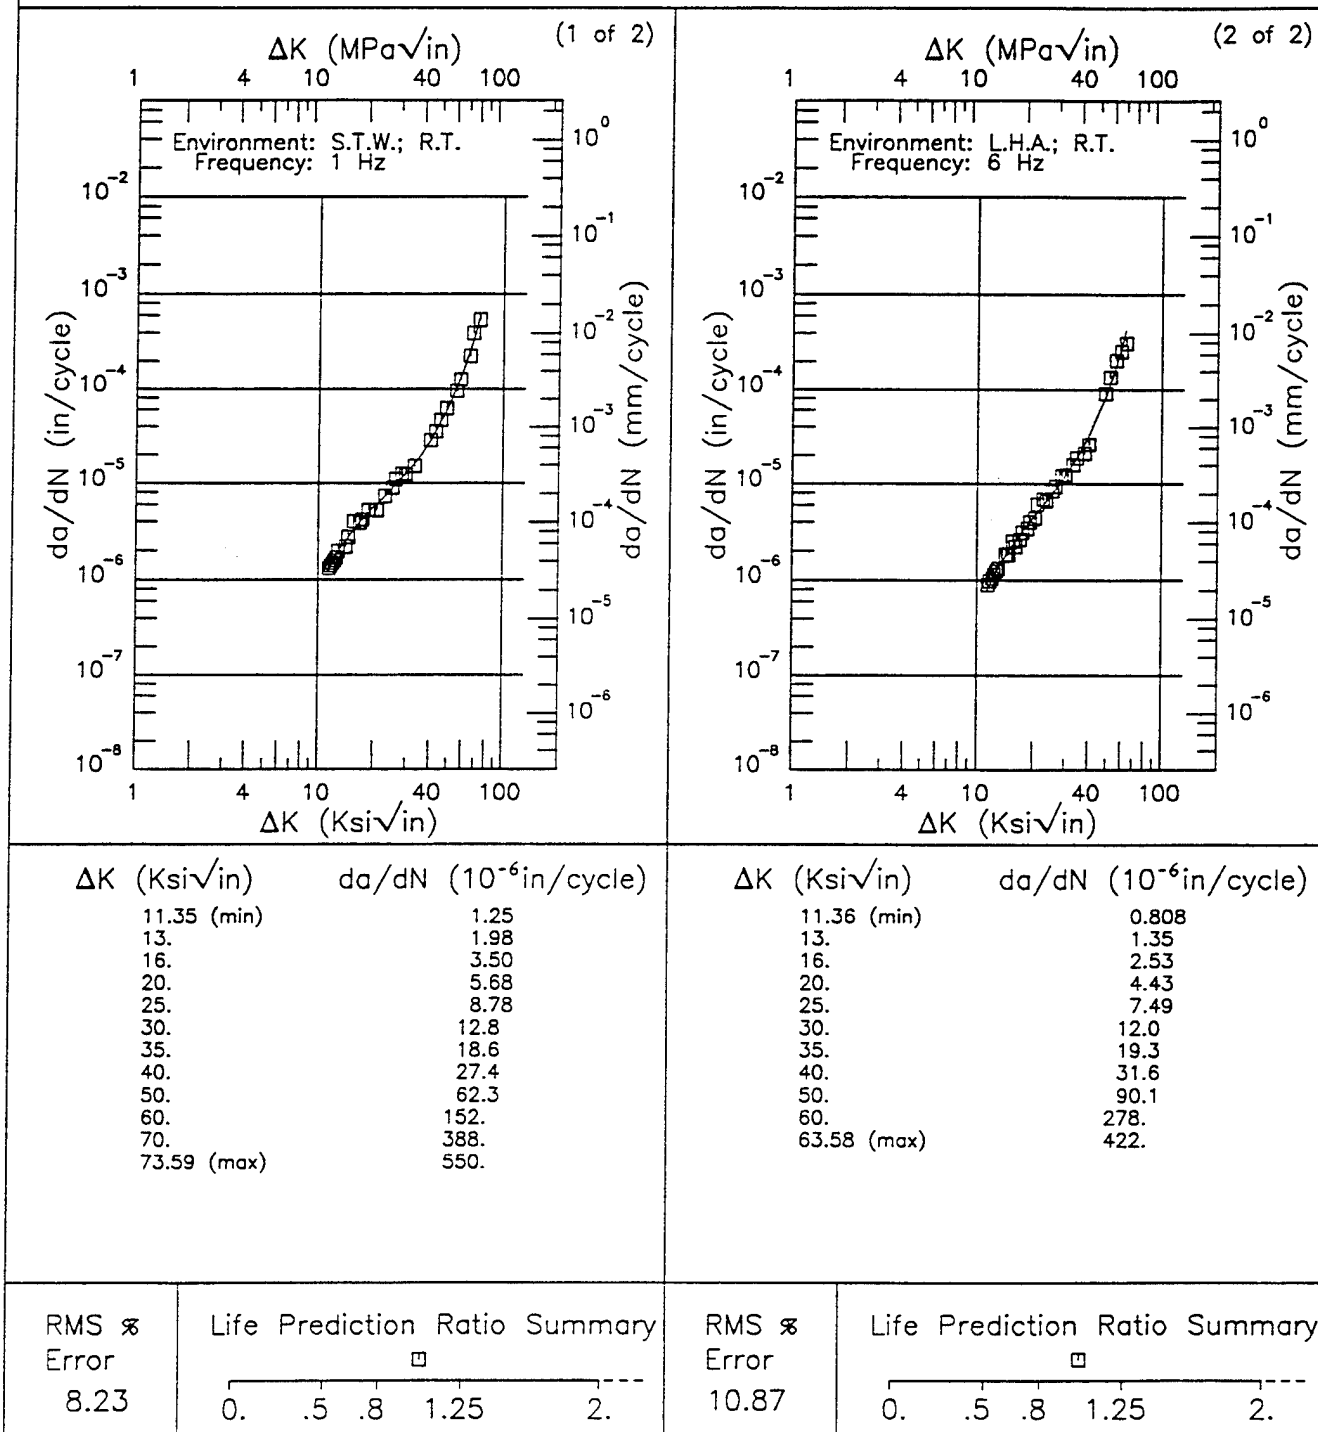 (1 of 2)
ΔK (MPa√in)
1 4 10 40 100
Environment: S.T.W.; R.T.
Frequency: 1 Hz
da/dN (in/cycle)
10⁻²
10⁻³
10⁻⁴
10⁻⁵
10⁻⁶
10⁻⁷
10⁻⁸
10⁰
10⁻¹
10⁻²
10⁻³
10⁻⁴
10⁻⁵
10⁻⁶
da/dN (mm/cycle)
1 4 10 40 100
ΔK (Ksi√in)
(2 of 2)
ΔK (MPa√in)
1 4 10 40 100
Environment: L.H.A.; R.T.
Frequency: 6 Hz
da/dN (in/cycle)
10⁻²
10⁻³
10⁻⁴
10⁻⁵
10⁻⁶
10⁻⁷
10⁻⁸
10⁰
10⁻¹
10⁻²
10⁻³
10⁻⁴
10⁻⁵
10⁻⁶
da/dN (mm/cycle)
1 4 10 40 100
ΔK (Ksi√in)
ΔK (Ksi√in) da/dN (10⁻⁶in/cycle)
11.35 (min) 1.25
13. 1.98
16. 3.50
20. 5.68
25. 8.78
30. 12.8
35. 18.6
40. 27.4
50. 62.3
60. 152.
70. 388.
73.59 (max) 550.
ΔK (Ksi√in) da/dN (10⁻⁶in/cycle)
11.36 (min) 0.808
13. 1.35
16. 2.53
20. 4.43
25. 7.49
30. 12.0
35. 19.3
40. 31.6
50. 90.1
60. 278.
63.58 (max) 422.
RMS %
Error
8.23
Life Prediction Ratio Summary
0. .5 .8 1.25 2.
RMS %
Error
10.87
Life Prediction Ratio Summary
0. .5 .8 1.25 2.